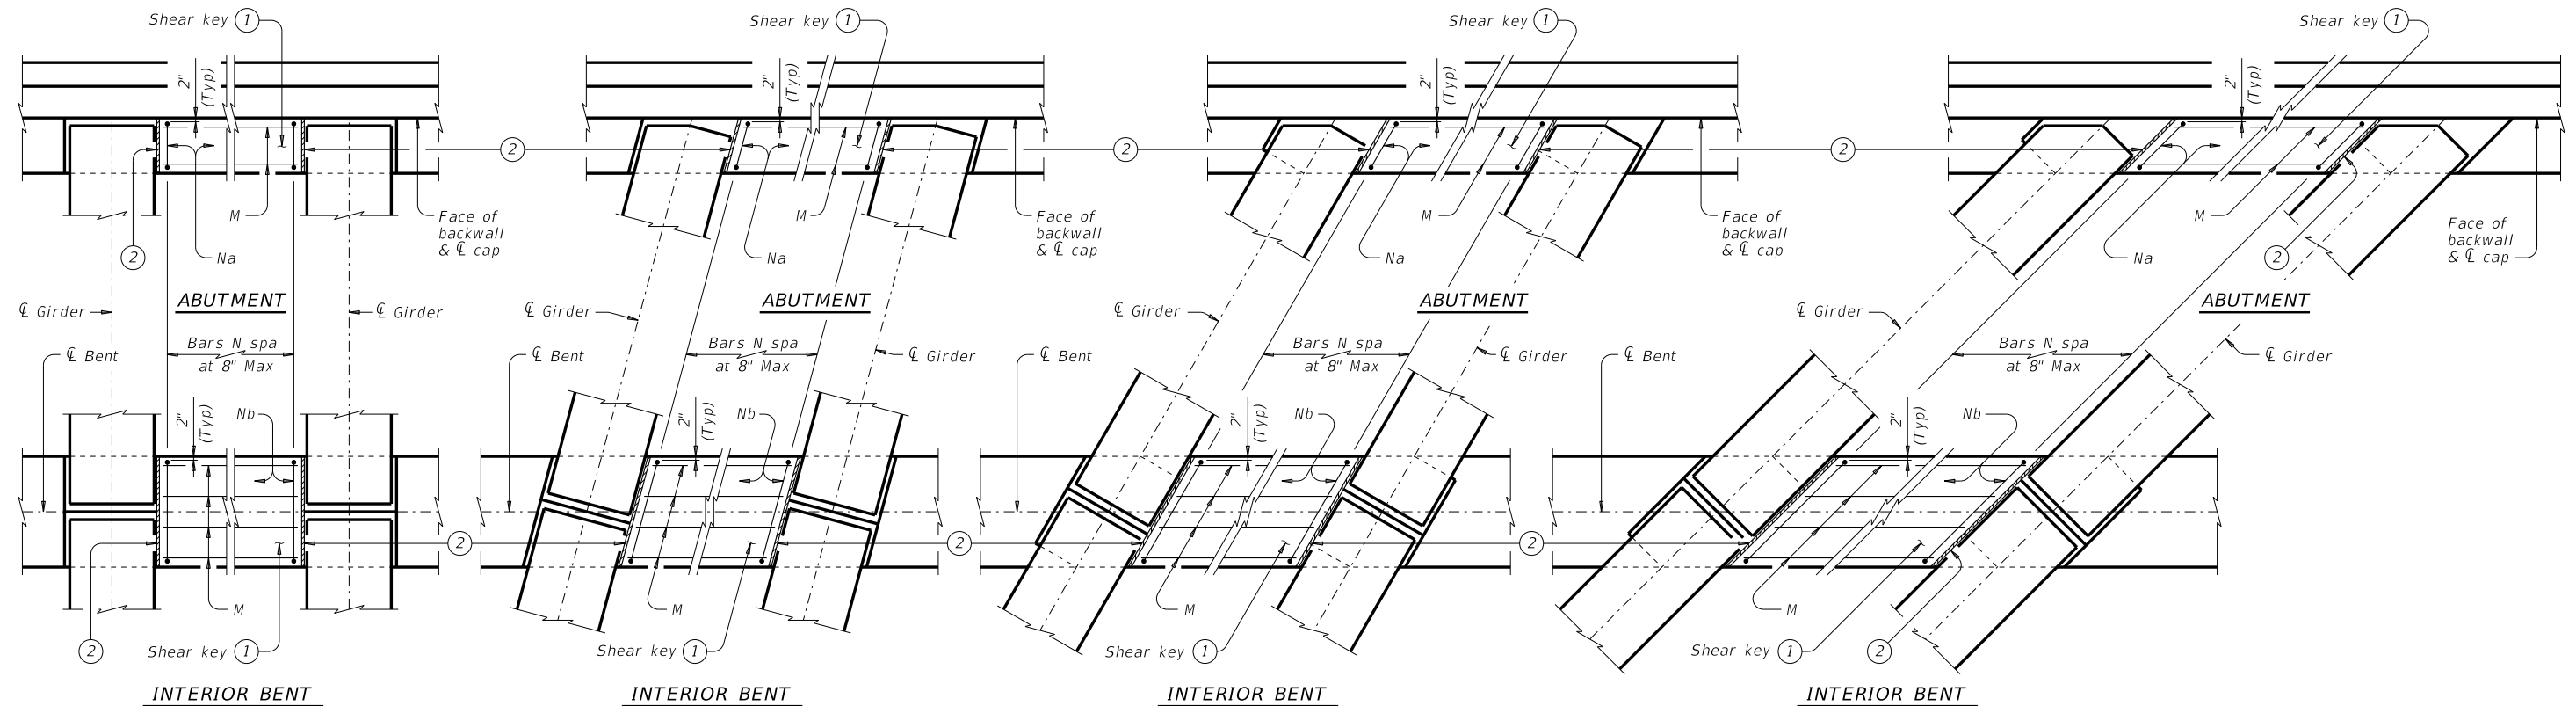 Shear key 1
Shear key 1
Shear key 1
Shear key 1
2"
(Typ)
2"
(Typ)
2"
(Typ)
2"
(Typ)
2
2
2
M
M
M
M
Face of
backwall
& ℄ cap
Face of
backwall
& ℄ cap
Face of
backwall
& ℄ cap
Face of
backwall
& ℄ cap
2
Na
Na
Na
Na
2
ABUTMENT
ABUTMENT
ABUTMENT
ABUTMENT
℄ Girder
℄ Girder
℄ Girder
℄ Girder
℄ Girder
℄ Bent
Bars N spa
at 8" Max
℄ Bent
Bars N spa
at 8" Max
℄ Girder
℄ Bent
Bars N spa
at 8" Max
℄ Girder
℄ Bent
Bars N spa
at 8" Max
℄ Girder
2"
(Typ)
Nb
2"
(Typ)
Nb
2"
(Typ)
Nb
2"
(Typ)
Nb
2
2
2
M
M
M
M
2
Shear key 1
Shear key 1
Shear key 1
Shear key 1
2
INTERIOR BENT
INTERIOR BENT
INTERIOR BENT
INTERIOR BENT